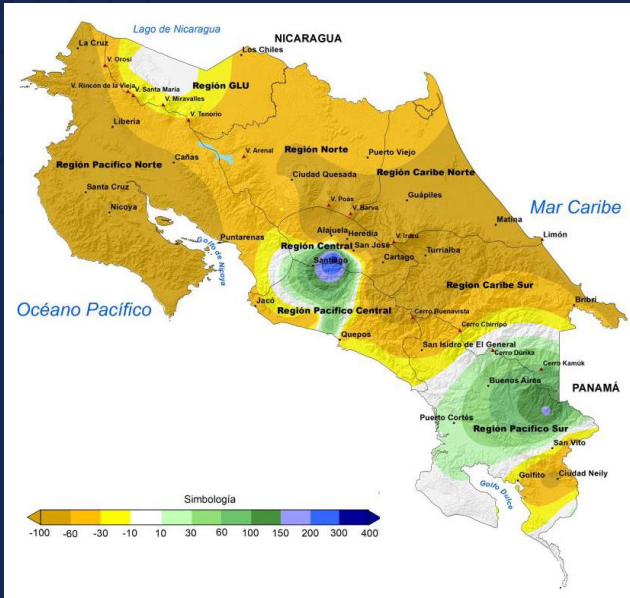 Lago de Nicaragua
NICARAGUA
La Cruz
Los Chiles
V. Orosí
Región GLU
V. Rincón de la Vieja
V. Santa María
V. Miravalles
V. Tenorio
Liberia
Región Norte
Puerto Viejo
V. Arenal
Región Pacífico Norte
Cañas
Ciudad Quesada
Región Caribe Norte
Santa Cruz
Nicoya
Guápiles
V. Poás
V. Barva
Mar Caribe
Matina
Limón
Puntarenas
Golfo de Nicoya
Alajuela
Heredia
V. Irazú
Región Central
San José
Turrialba
Santiago
Cartago
Región Caribe Sur
Océano Pacífico
Jacó
Región Pacífico Central
Bribrí
Cerro Buenavista
Cerro Chirripó
Quepos
San Isidro de El General
Cerro Dúrika
Cerro Kamúk
Buenos Aires
PANAMÁ
Puerto Cortés
Región Pacífico Sur
San Vito
Golfito
Ciudad Neily
Golfo Dulce
Simbología
-100 -60 -30 -10 10 30 60 100 150 200 300 400